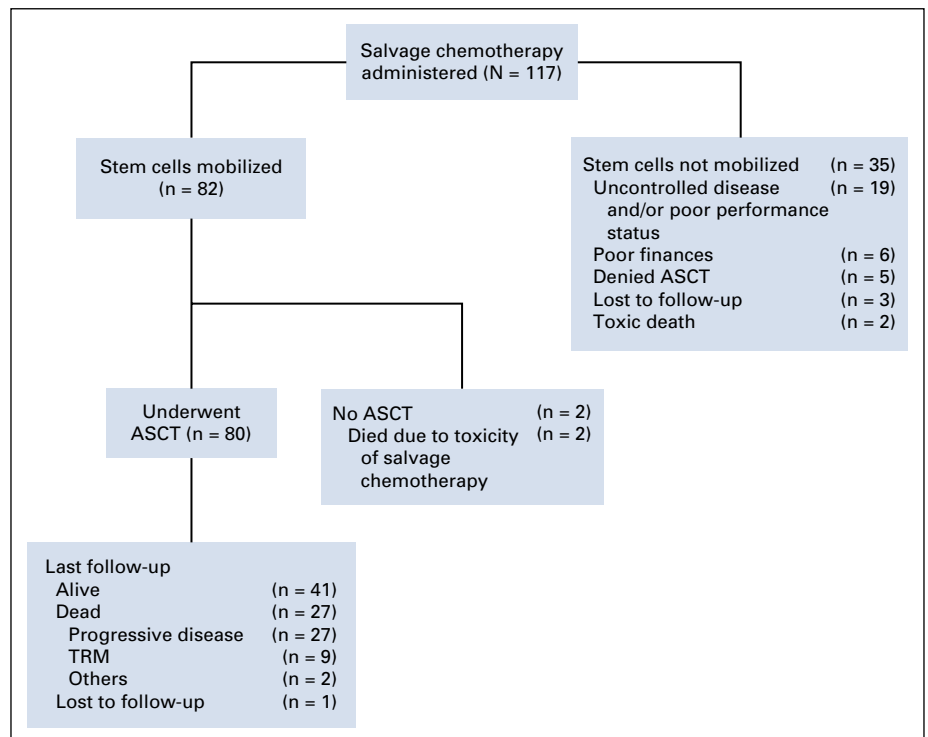 Salvage chemotherapy
administered (N = 117)
Stem cells mobilized
(n = 82)
Stem cells not mobilized (n = 35)
Uncontrolled disease (n = 19)
and/or poor performance
status
Poor finances (n = 6)
Denied ASCT (n = 5)
Lost to follow-up (n = 3)
Toxic death (n = 2)
Underwent
ASCT (n = 80)
No ASCT (n = 2)
Died due to toxicity (n = 2)
of salvage
chemotherapy
Last follow-up
Alive (n = 41)
Dead (n = 27)
Progressive disease (n = 27)
TRM (n = 9)
Others (n = 2)
Lost to follow-up (n = 1)